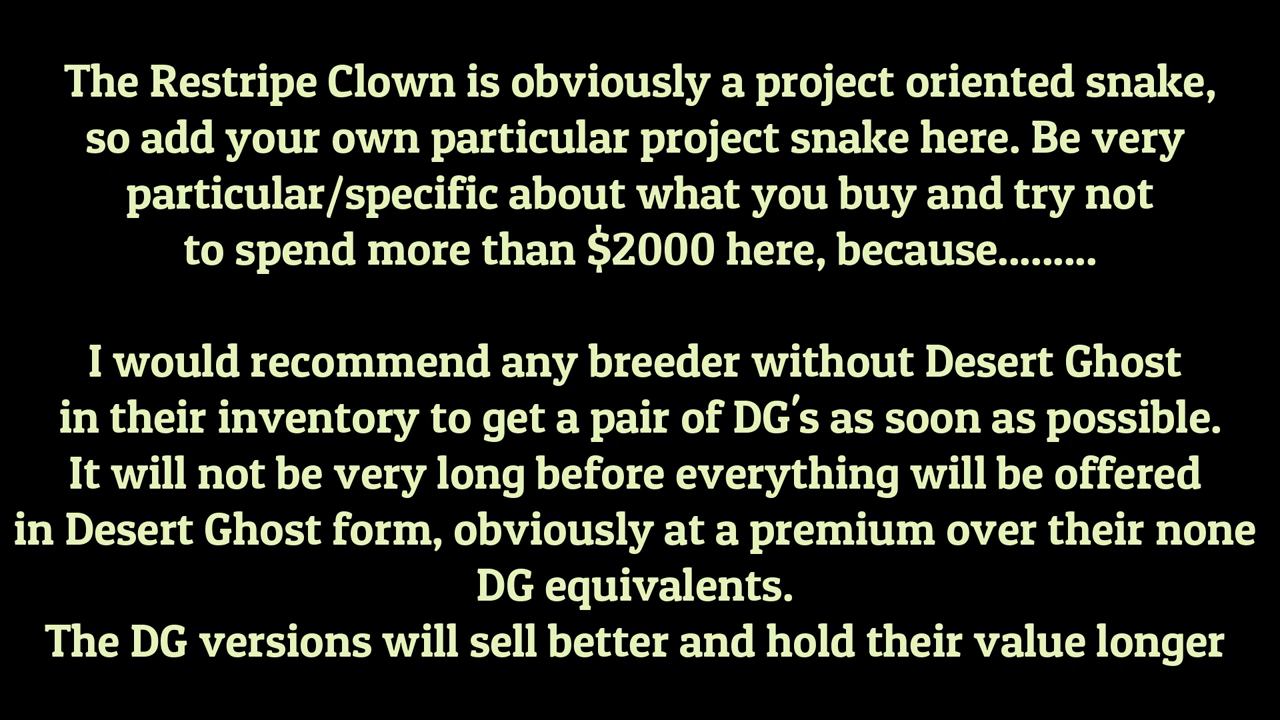 The Restripe Clown is obviously a project oriented snake,
so add your own particular project snake here. Be very
particular/specific about what you buy and try not
to spend more than $2000 here, because.........
I would recommend any breeder without Desert Ghost
in their inventory to get a pair of DG's as soon as possible.
It will not be very long before everything will be offered
in Desert Ghost form, obviously at a premium over their none
DG equivalents.
The DG versions will sell better and hold their value longer